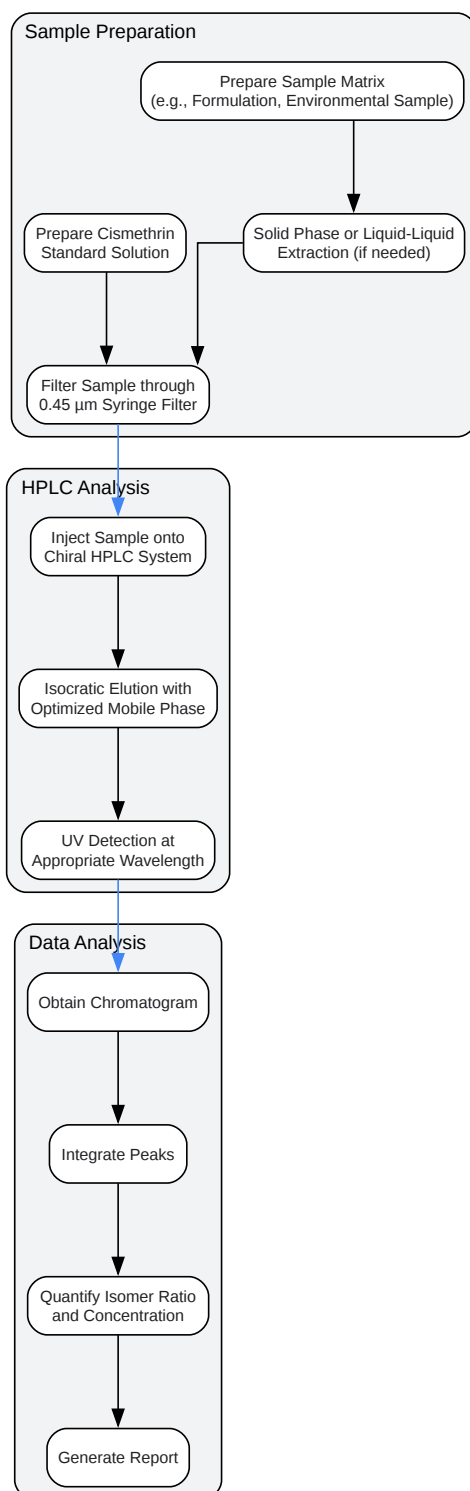 Sample Preparation
Prepare Sample Matrix
(e.g., Formulation, Environmental Sample)
Prepare Cismethrin
Standard Solution
Solid Phase or Liquid-Liquid
Extraction (if needed)
Filter Sample through
0.45 µm Syringe Filter
HPLC Analysis
Inject Sample onto
Chiral HPLC System
Isocratic Elution with
Optimized Mobile Phase
UV Detection at
Appropriate Wavelength
Data Analysis
Obtain Chromatogram
Integrate Peaks
Quantify Isomer Ratio
and Concentration
Generate Report